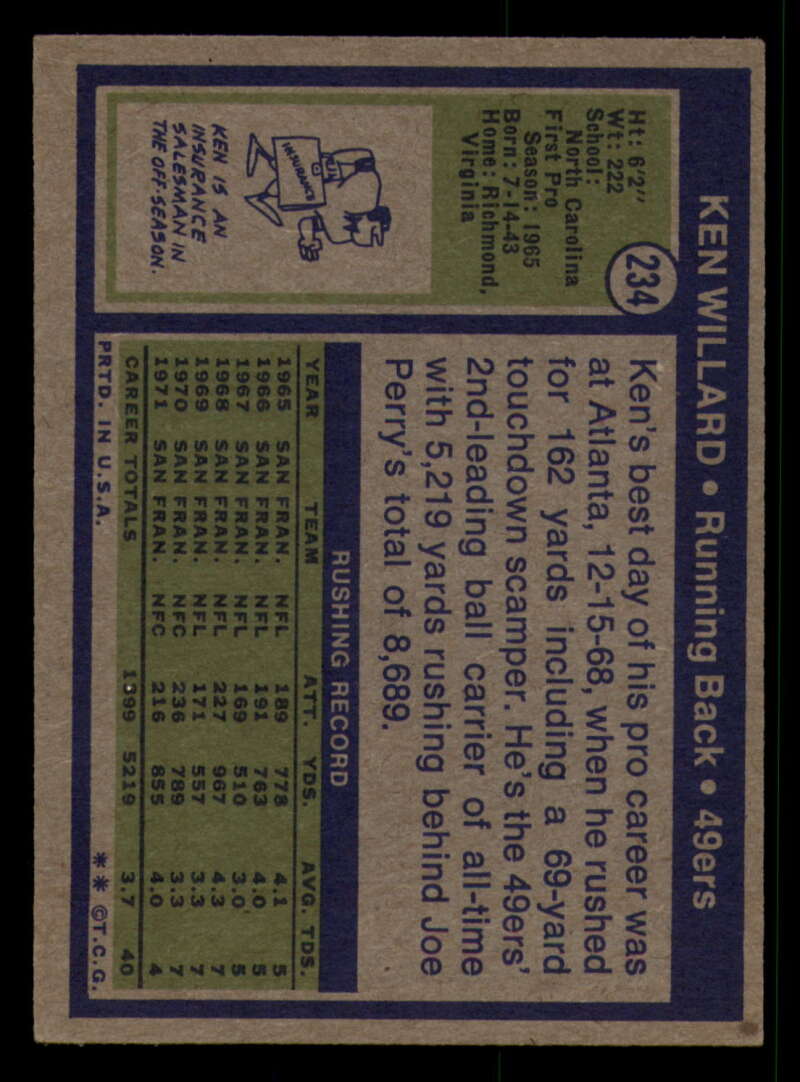 KEN WILLARD • Running Back • 49ers
234
Ht: 6'2"
Wt: 222
School:
North Carolina
First Pro
Season: 1965
Born: 7-14-43
Home: Richmond,
Virginia
INSURANCE
KEN IS AN
INSURANCE
SALESMAN IN
THE OFF-SEASON.
Ken's best day of his pro career was
at Atlanta, 12-15-68, when he rushed
for 162 yards including a 69-yard
touchdown scamper. He's the 49ers'
2nd-leading ball carrier of all-time
with 5,219 yards rushing behind Joe
Perry's total of 8,689.
RUSHING RECORD
YEAR TEAM ATT. YDS. AVG. TDS.
1965 SAN FRAN. NFL 189 778 4.1 5
1966 SAN FRAN. NFL 191 763 4.0 5
1967 SAN FRAN. NFL 169 510 3.0 5
1968 SAN FRAN. NFL 227 967 4.3 7
1969 SAN FRAN. NFL 171 557 3.3 7
1970 SAN FRAN. NFC 236 789 3.3 7
1971 SAN FRAN. NFC 216 855 4.0 4
CAREER TOTALS 1399 5219 3.7 40
PRTD. IN U.S.A. ** ©T.C.G.